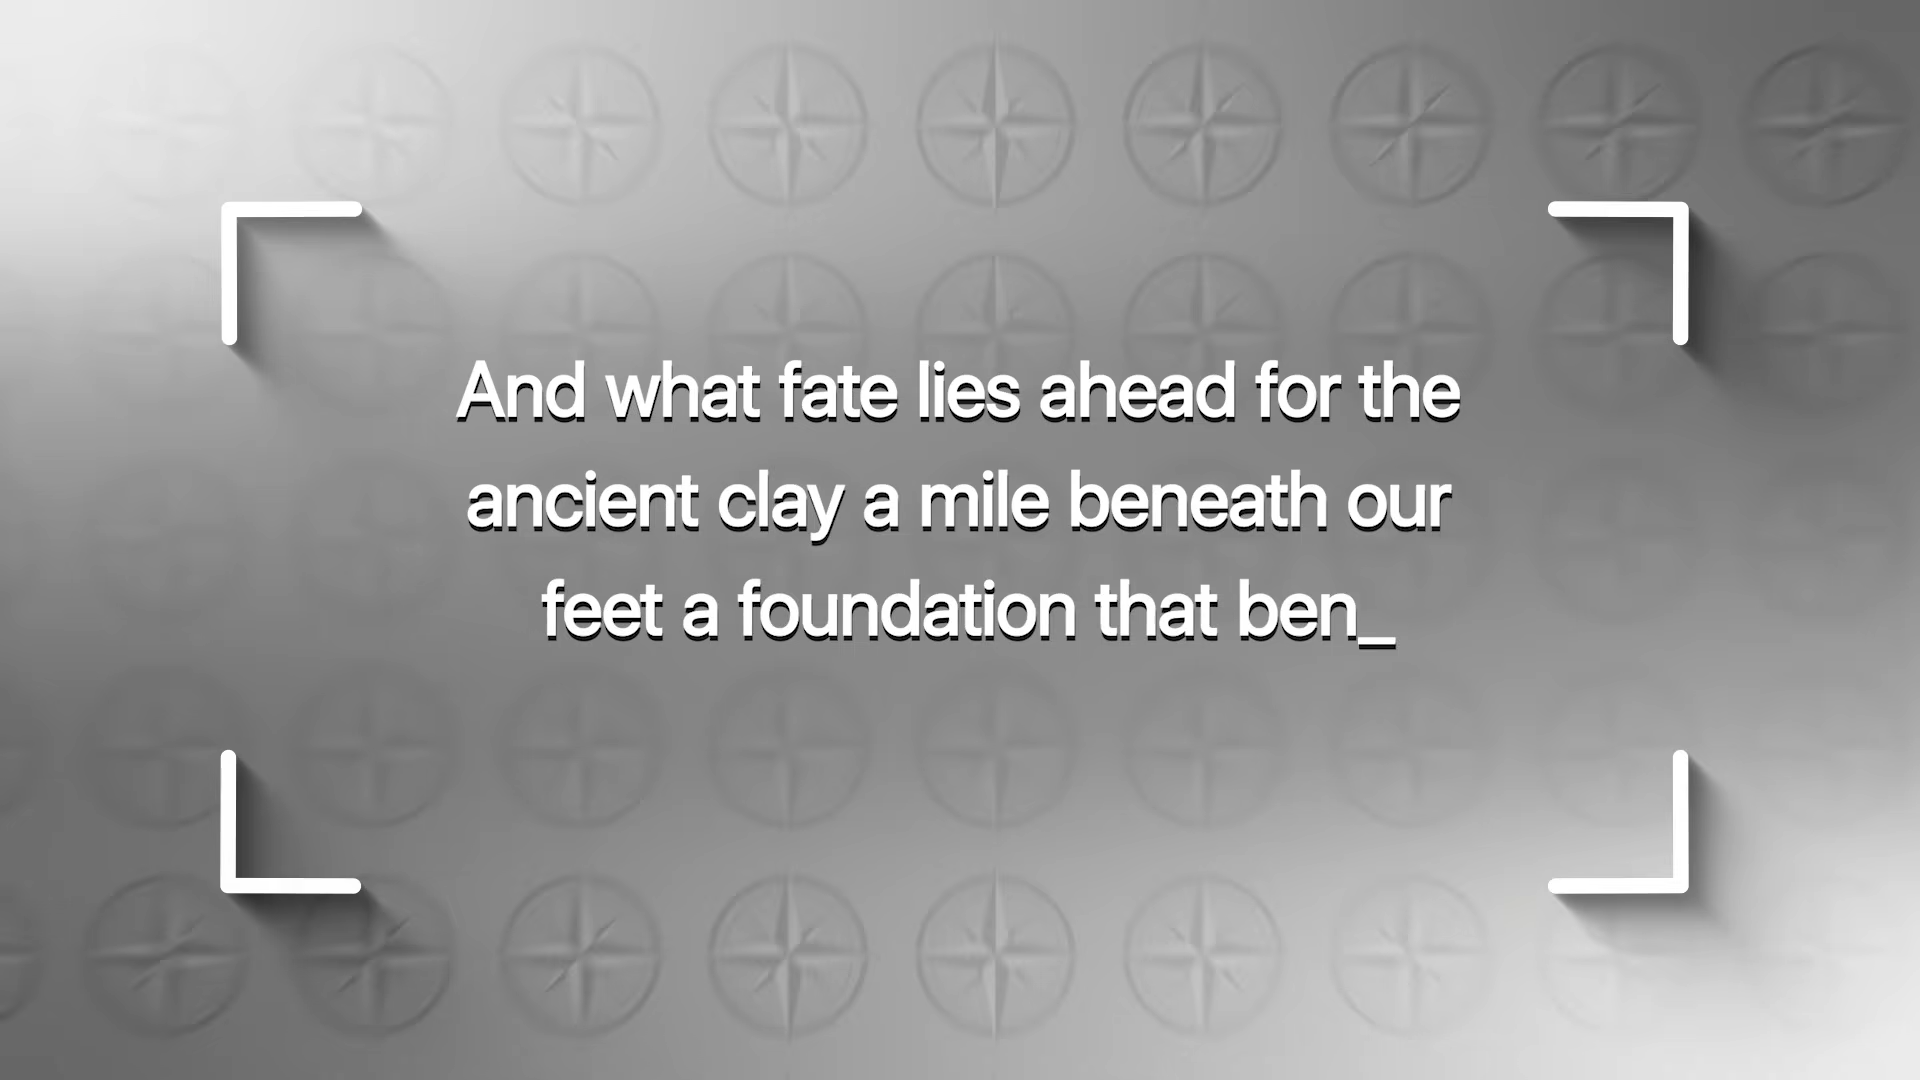 And what fate lies ahead for the
ancient clay a mile beneath our
feet a foundation that ben_